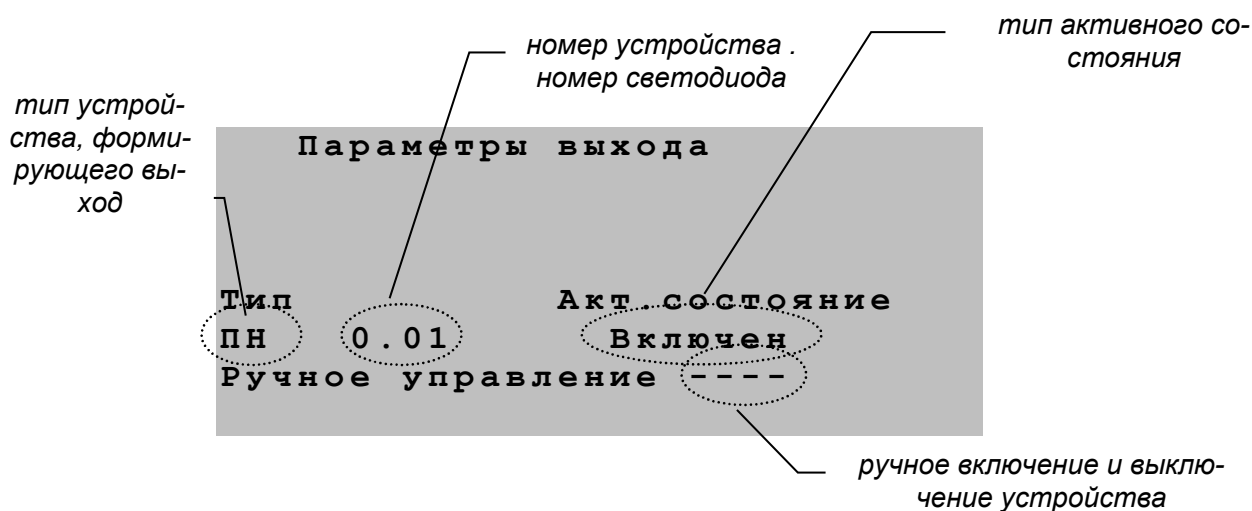 тип активного со-
стояния
номер устройства .
номер светодиода
тип устрой-
ства, форми-
рующего вы-
ход
Параметры выхода
Тип Акт.состояние
ПН 0.01 Включен
Ручное управление ----
ручное включение и выклю-
чение устройства